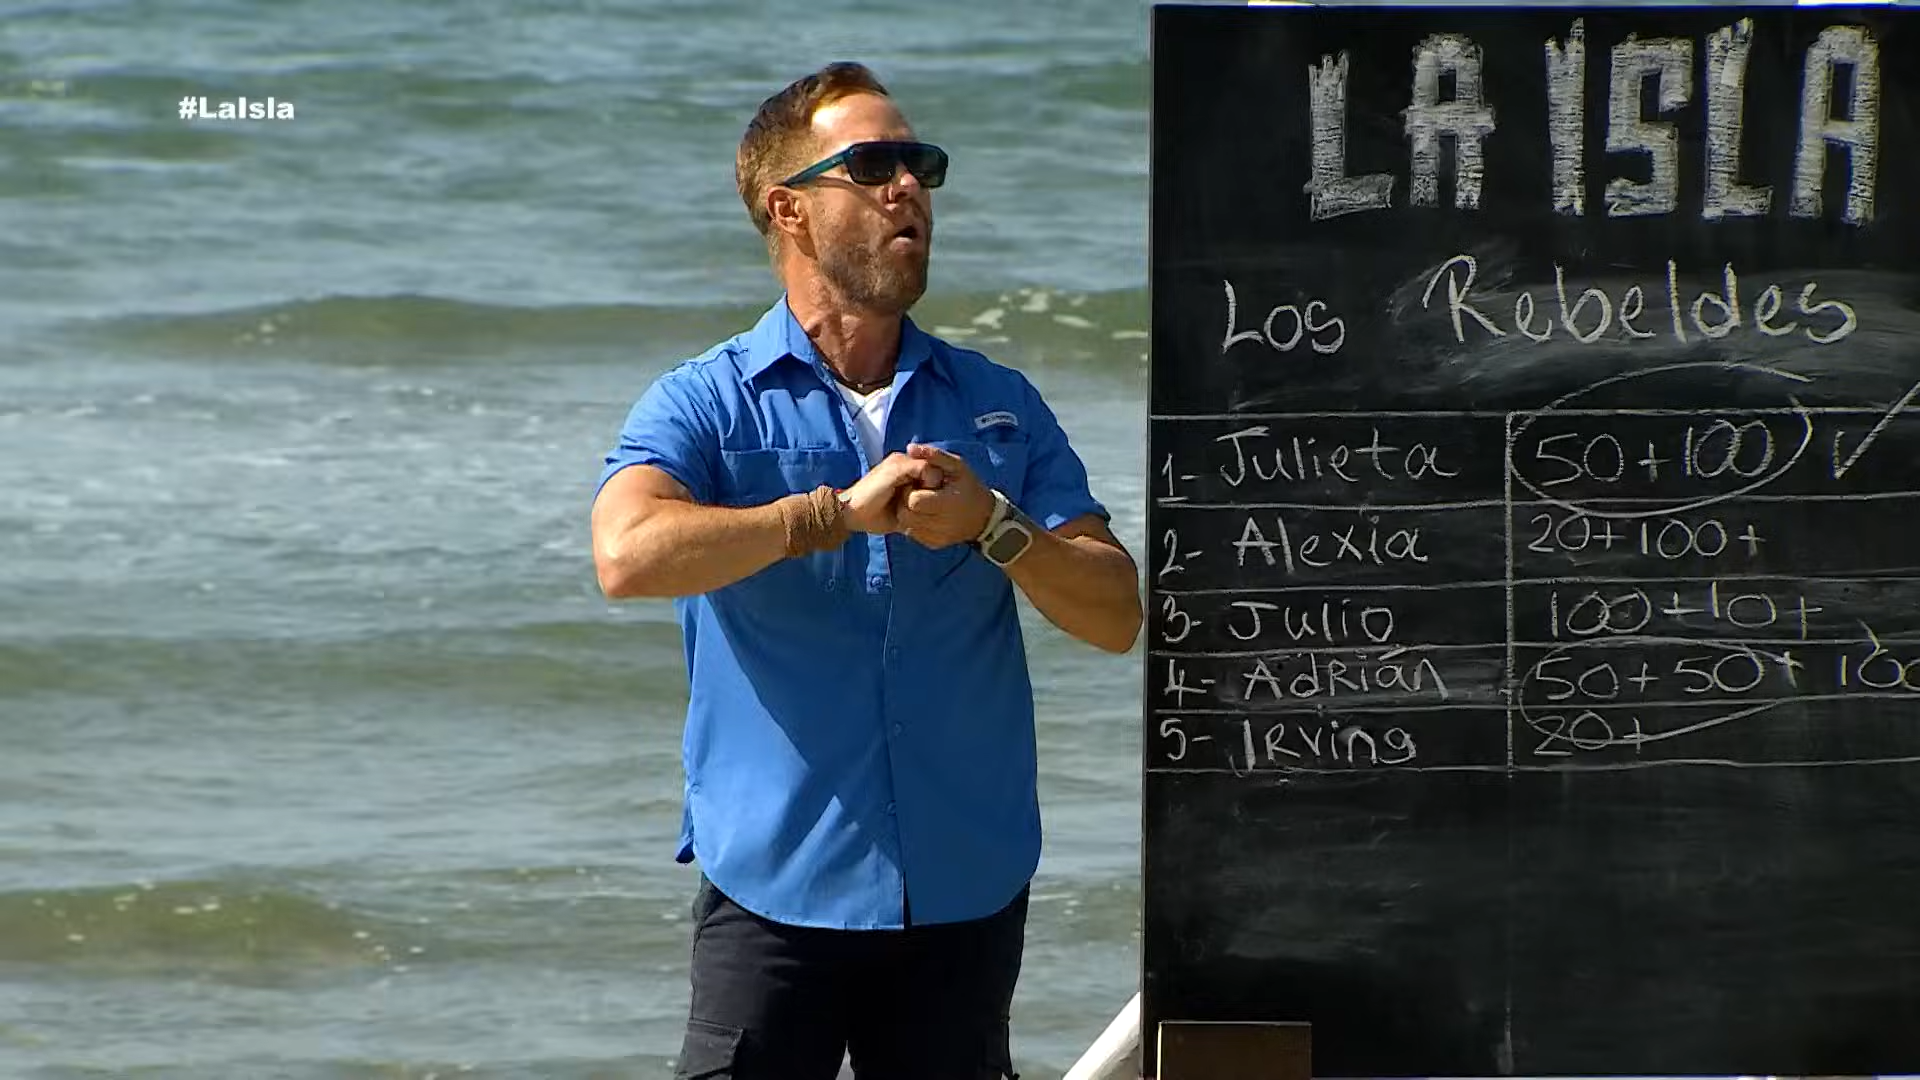 #LaIsla
LA ISLA
Los Rebeldes
1- Julieta 50+100 ✓
2- Alexia 20+100+
3- Julio 100+10+
4- AdRián 50+50+ 100
5- IRving 20+